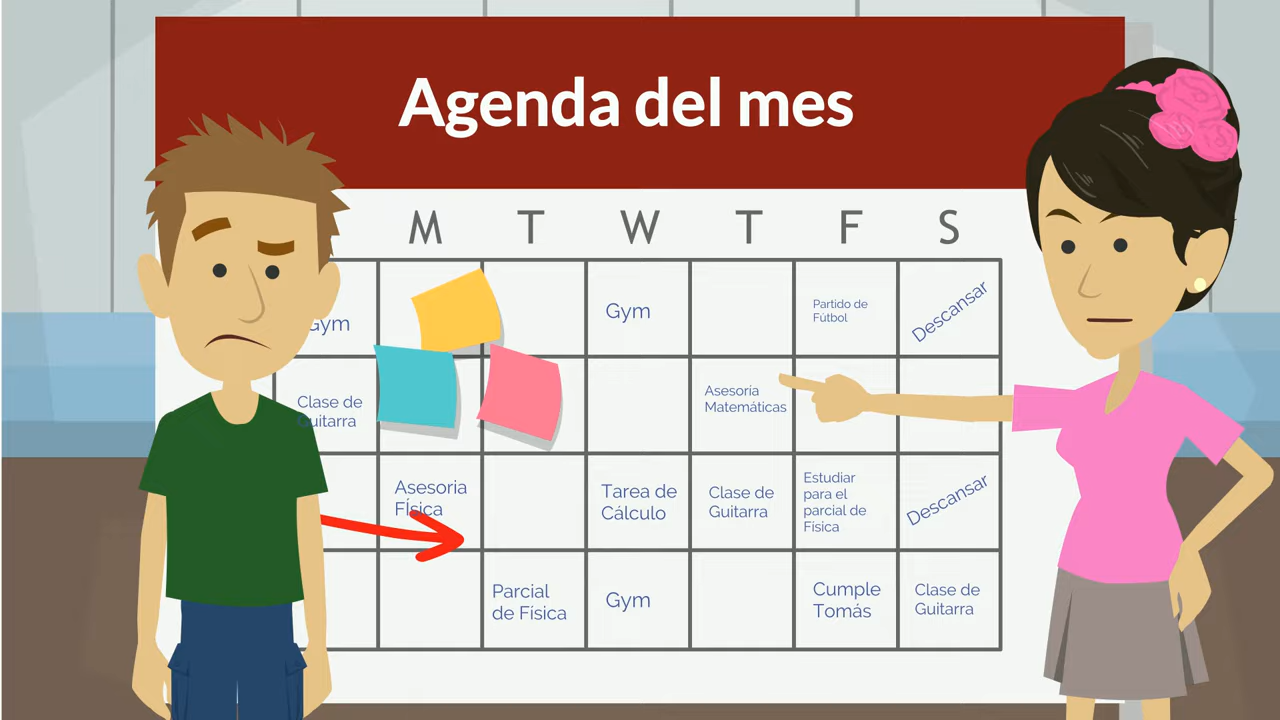 Agenda del mes
M T W T F S
Gym
Gym
Partido de
Fútbol
Descansar
Clase de
Guitarra
Asesoría
Matemáticas
Asesoria
Física
Tarea de
Cálculo
Clase de
Guitarra
Estudiar
para el
parcial de
Física
Descansar
Parcial
de Física
Gym
Cumple
Tomás
Clase de
Guitarra